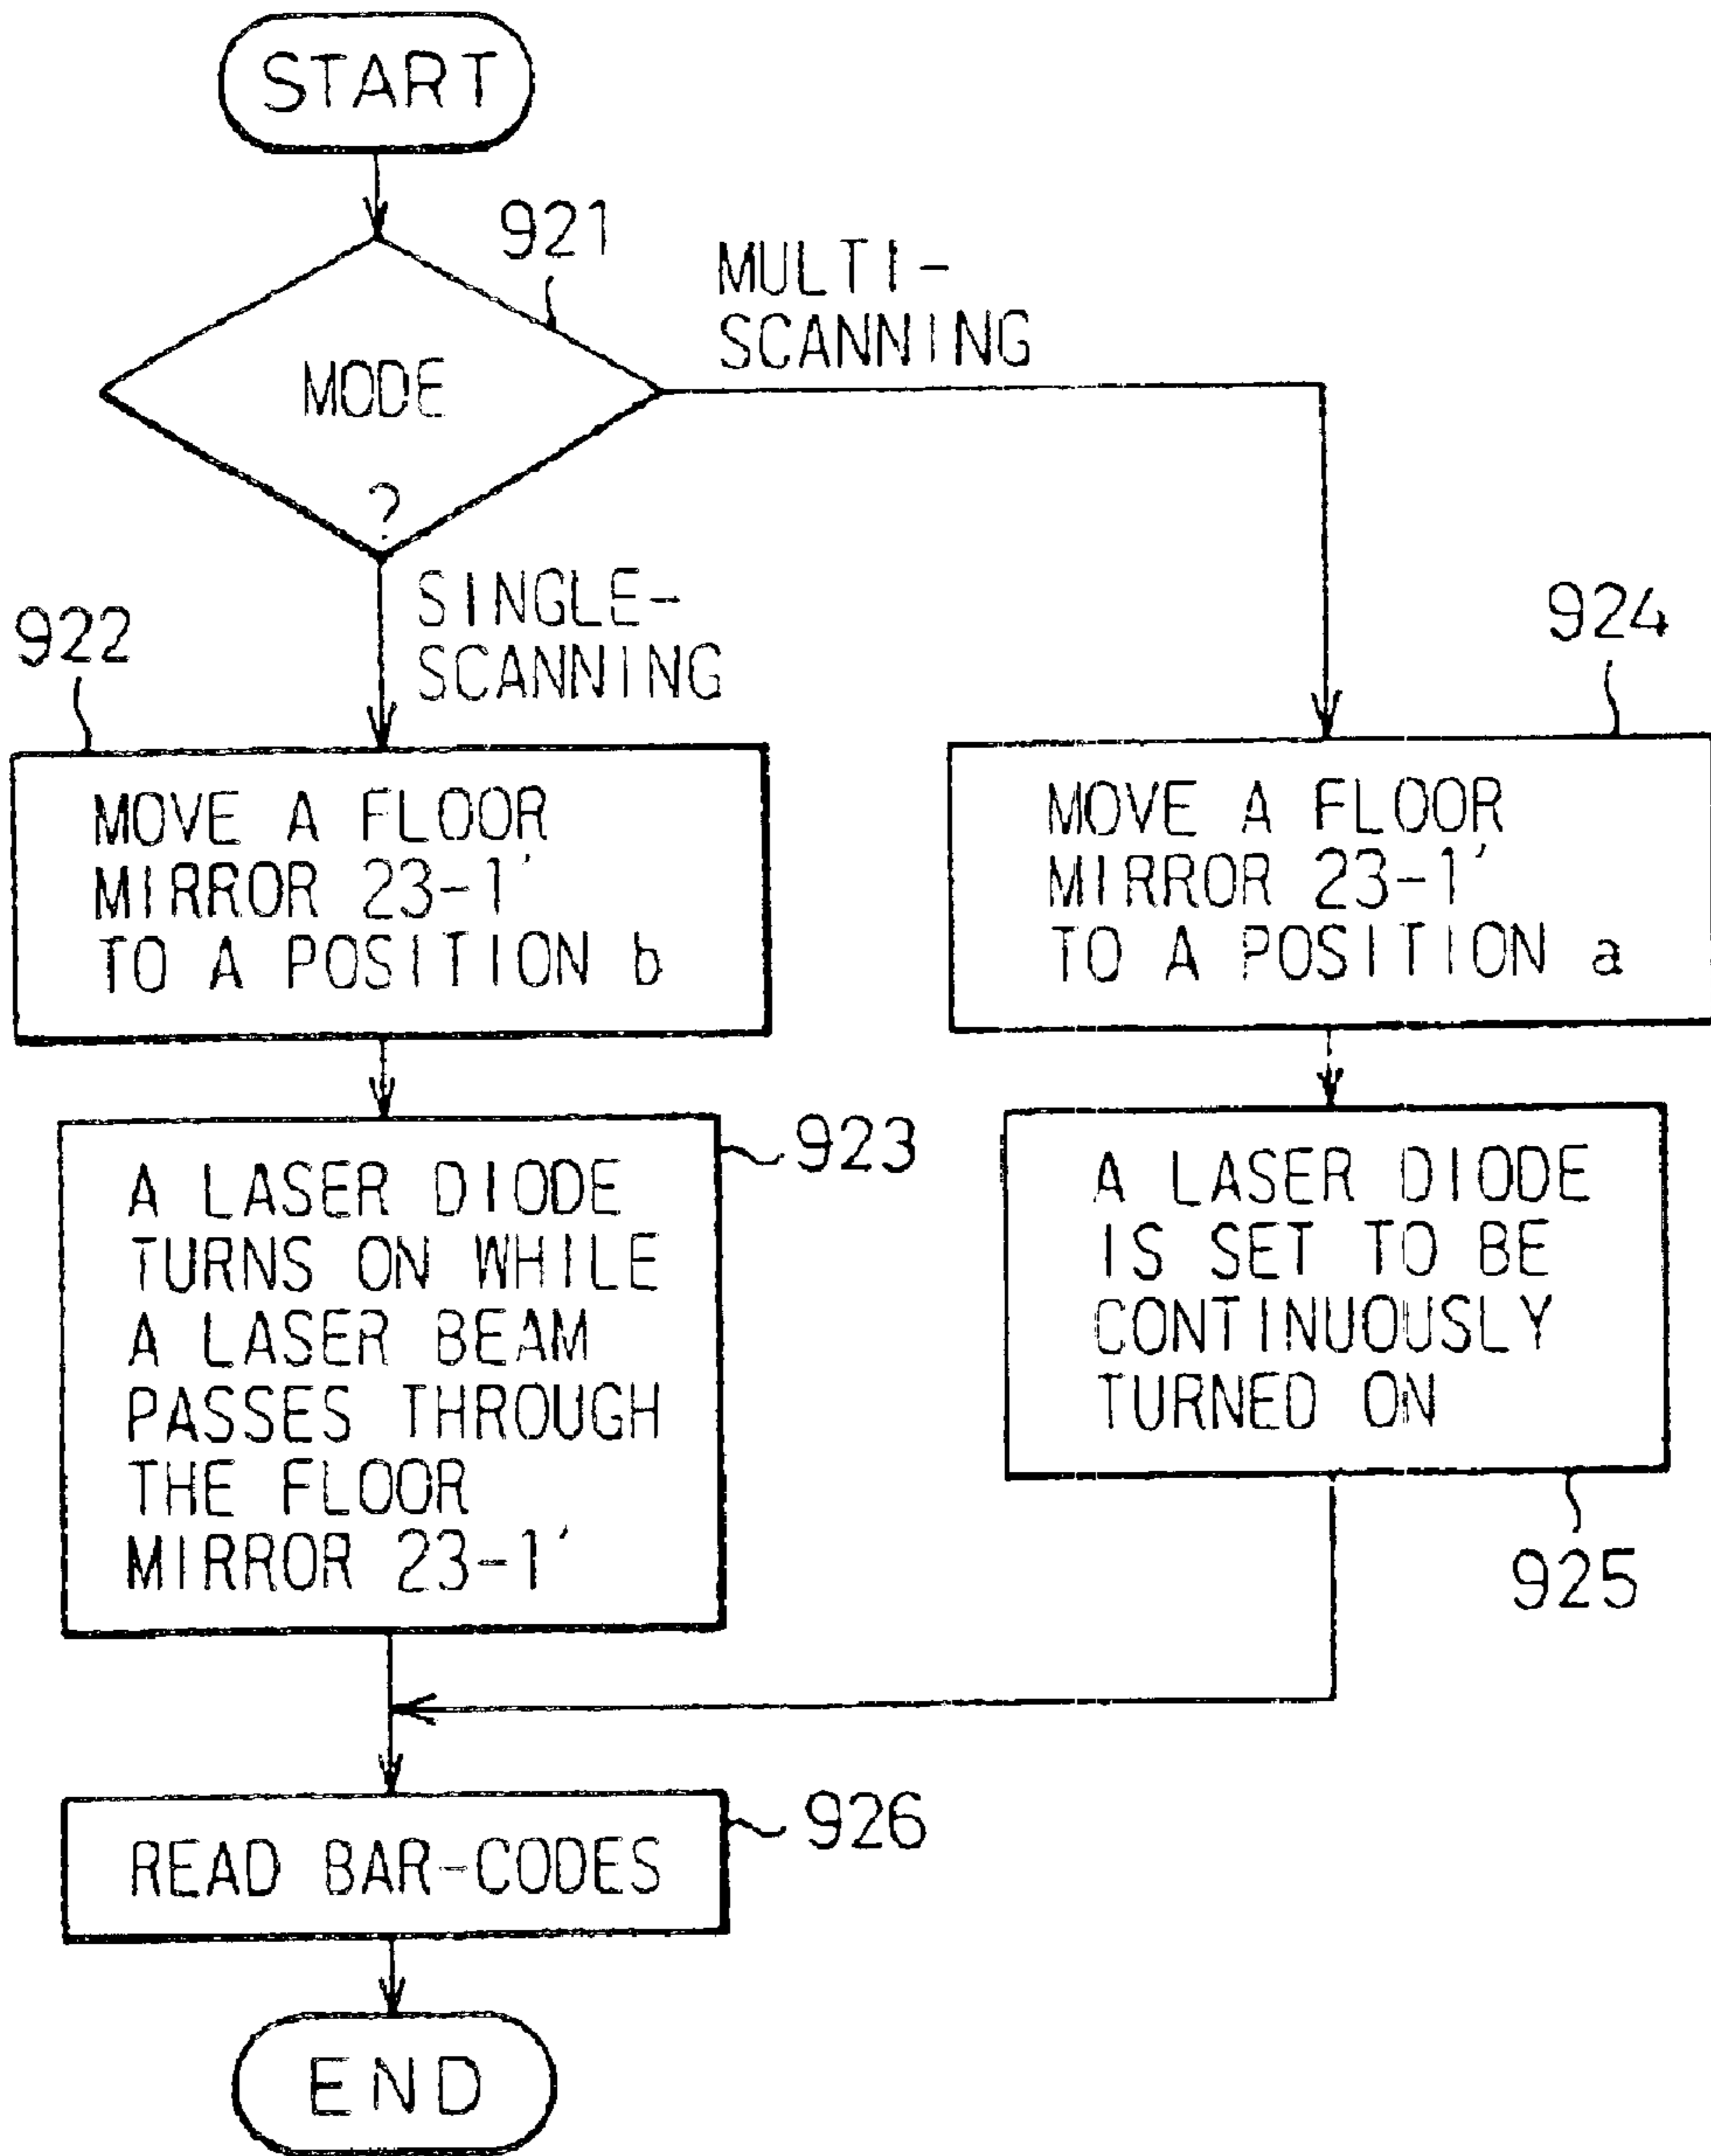 START
921
MODE
?
MULTI-
SCANNING
SINGLE-
SCANNING
922
MOVE A FLOOR
MIRROR 23-1'
TO A POSITION b
924
MOVE A FLOOR
MIRROR 23-1'
TO A POSITION a
923
A LASER DIODE
TURNS ON WHILE
A LASER BEAM
PASSES THROUGH
THE FLOOR
MIRROR 23-1'
A LASER DIODE
IS SET TO BE
CONTINUOUSLY
TURNED ON
925
926
READ BAR-CODES
END